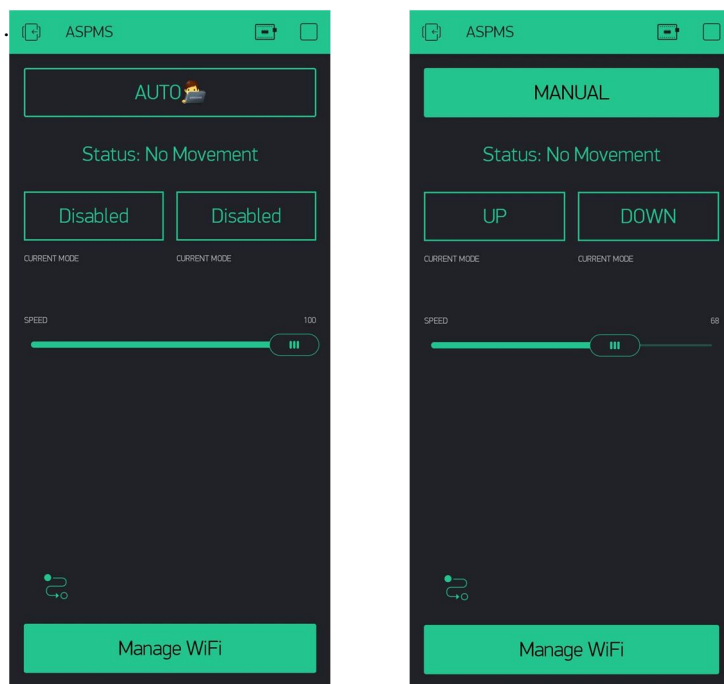 ASPMS
AUTO
Status: No Movement
Disabled Disabled
CURRENT MODE CURRENT MODE
SPEED 100
Manage WiFi
ASPMS
MANUAL
Status: No Movement
UP DOWN
CURRENT MODE CURRENT MODE
SPEED 68
Manage WiFi